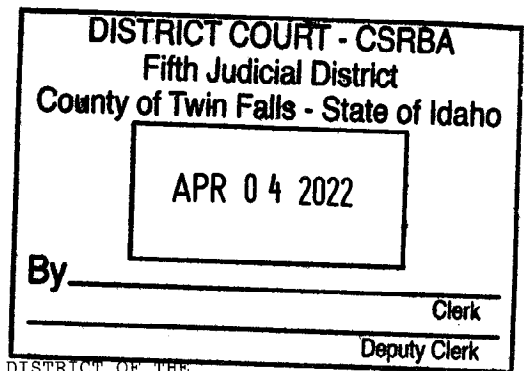 DISTRICT COURT - CSRBA
Fifth Judicial District
County of Twin Falls - State of Idaho
APR 04 2022
By
Clerk
Deputy Clerk
DISTRICT OF THE